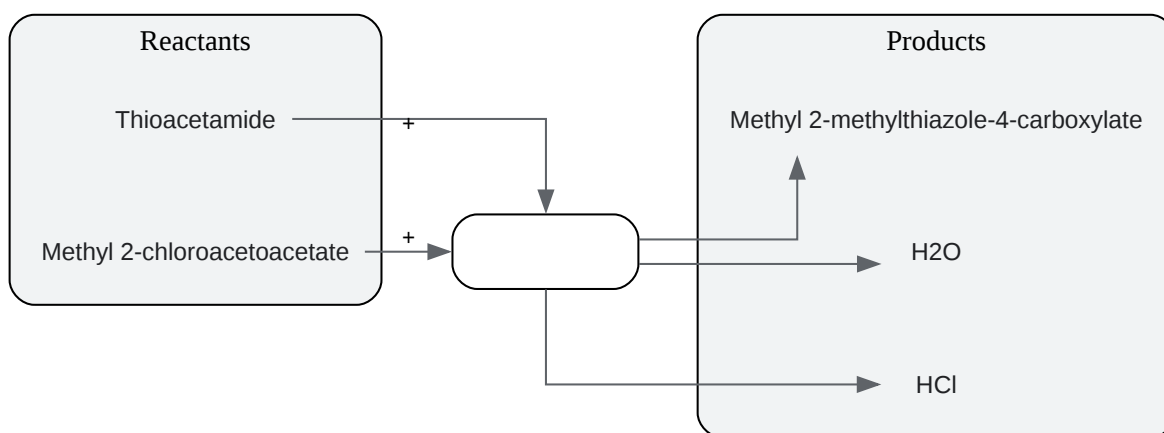 Reactants
Products
Thioacetamide
+
Methyl 2-methylthiazole-4-carboxylate
Methyl 2-chloroacetoacetate
+
H2O
HCl